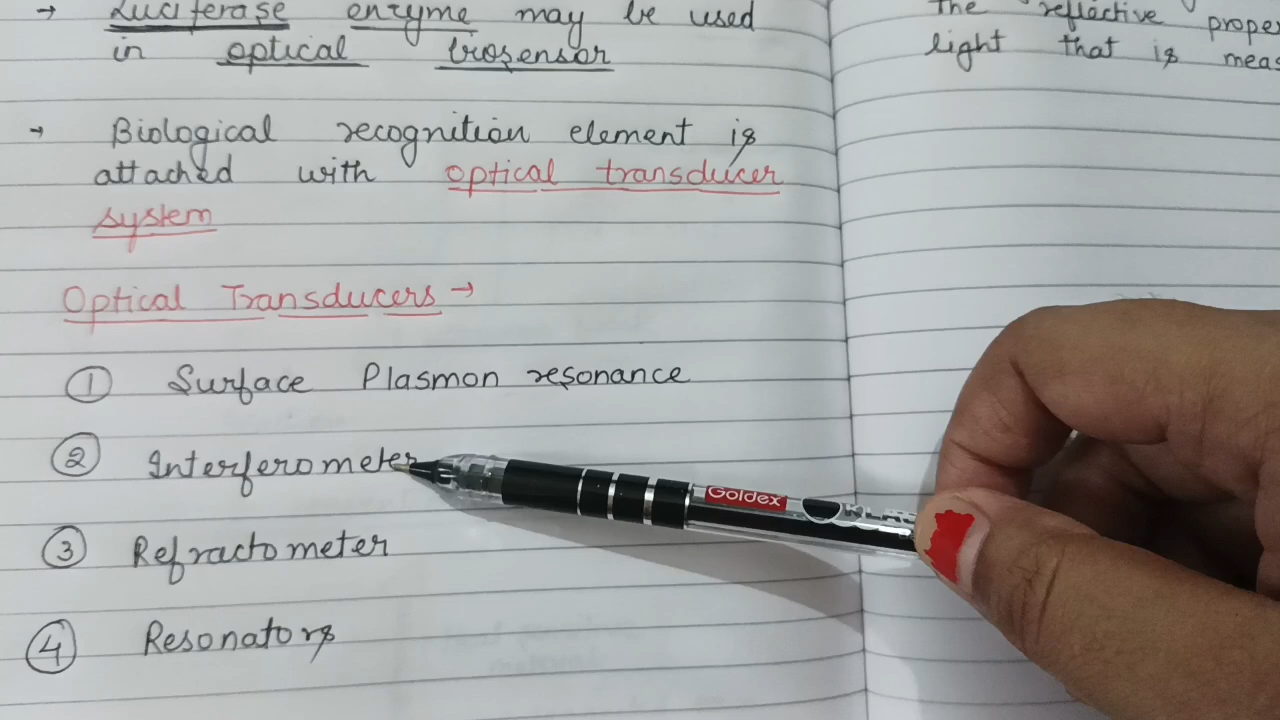 → Luciferase enzyme may be used
in optical biosensor
→ Biological recognition element is
attached with optical transducer
system
Optical Transducers →
① Surface Plasmon resonance
② Interferometer
③ Refractometer
④ Resonators
The reflective proper
light that is meas
Goldex KLAS